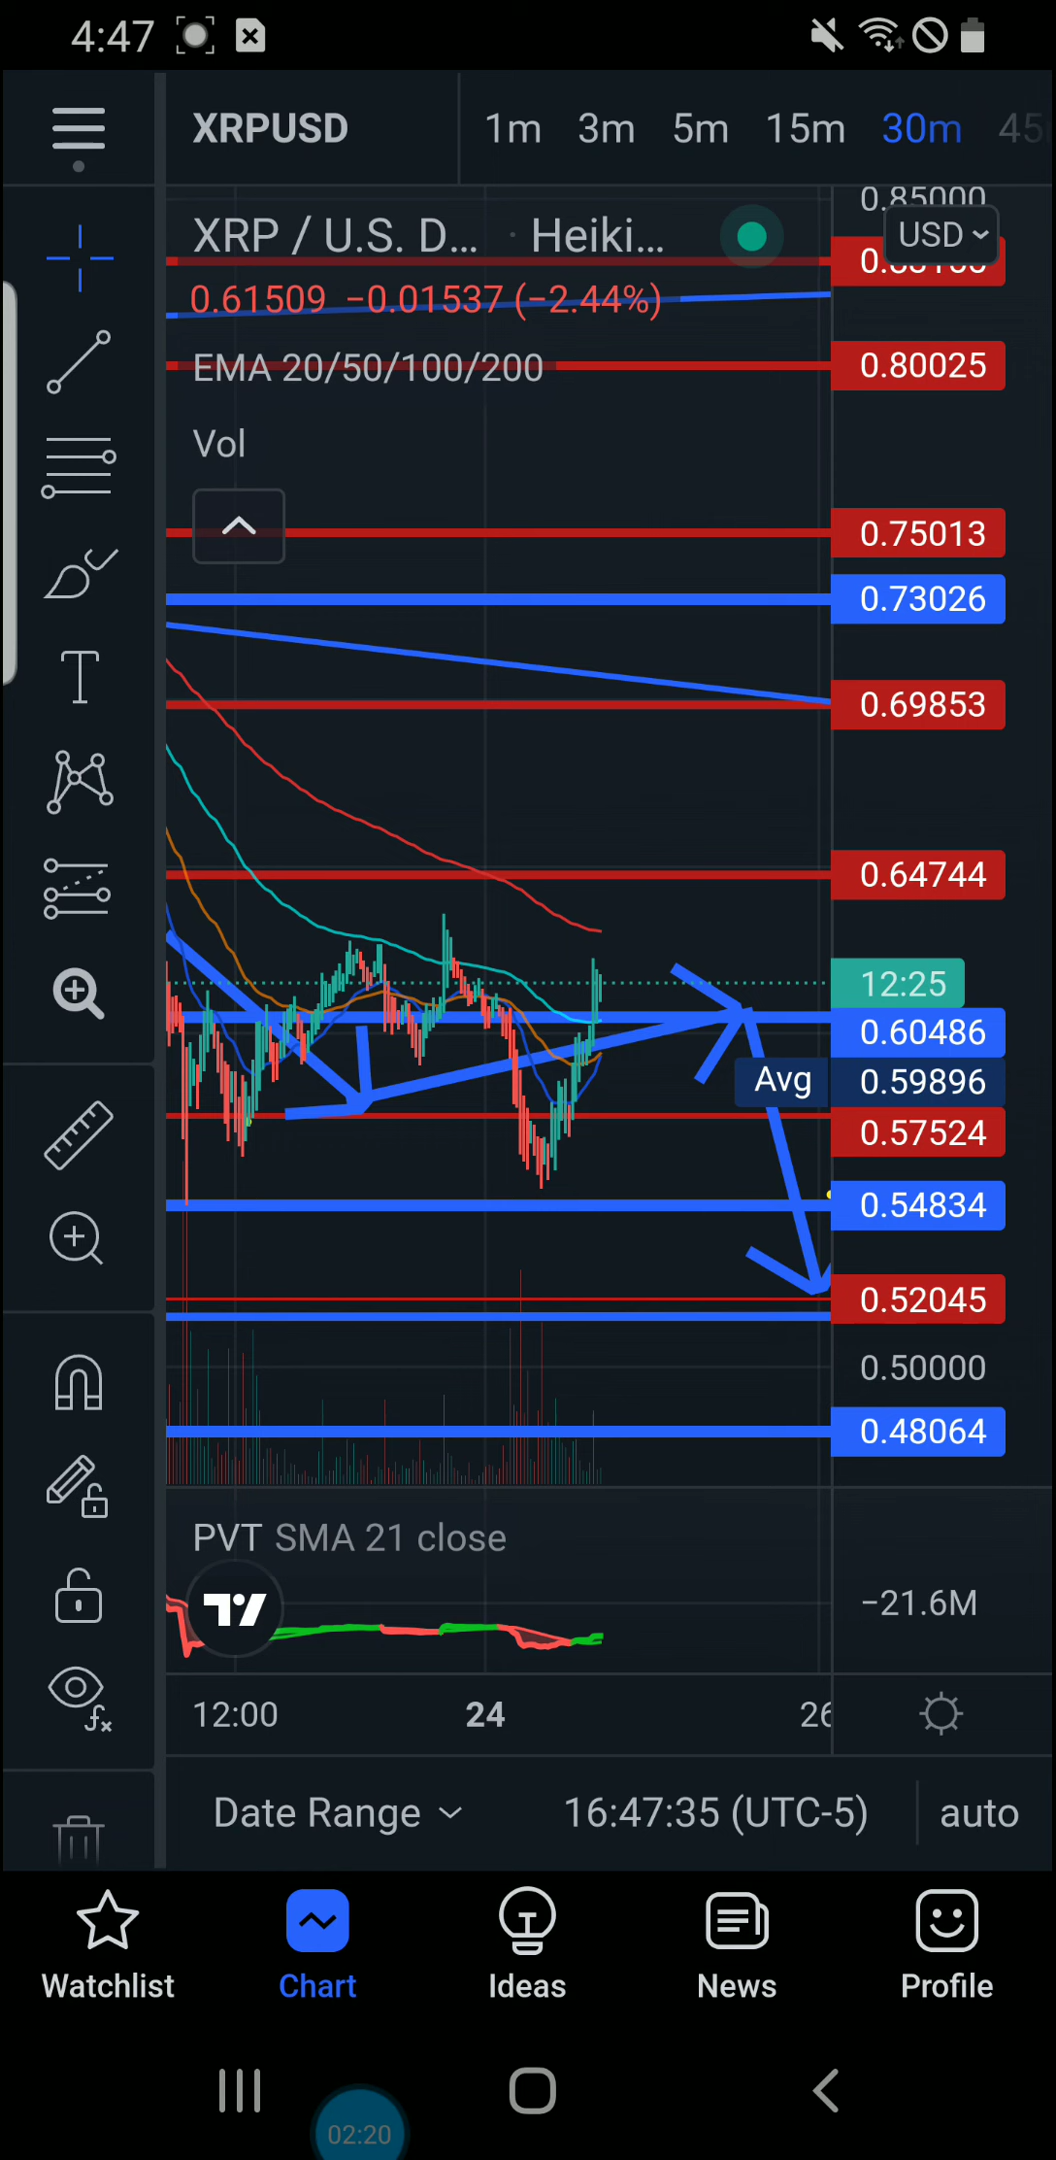 4:47
XRPUSD 1m 3m 5m 15m 30m 45
0.85000
XRP / U.S. D... · Heiki... USD
0.61509 −0.01537 (−2.44%)
EMA 20/50/100/200 0.80025
Vol
0.75013
0.73026
0.69853
0.64744
12:25
0.60486
Avg 0.59896
0.57524
0.54834
0.52045
0.50000
0.48064
PVT SMA 21 close
−21.6M
12:00 24 26
Date Range 16:47:35 (UTC-5) auto
Watchlist Chart Ideas News Profile
02:20